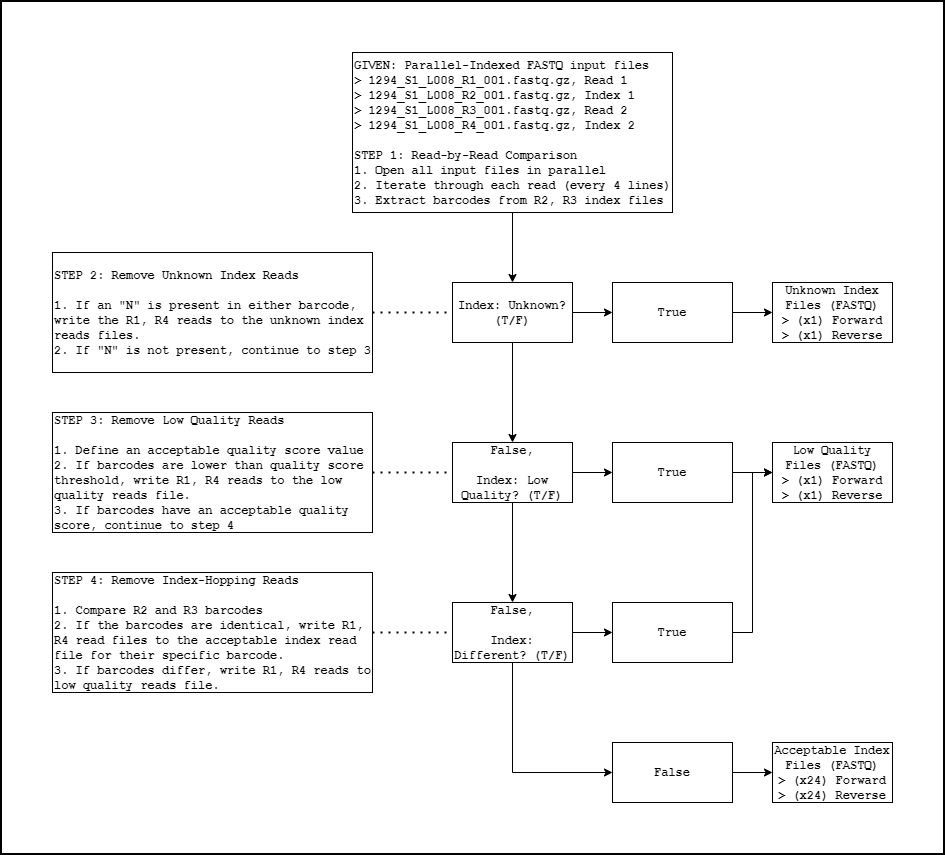 GIVEN: Parallel-Indexed FASTQ input files
> 1294_S1_L008_R1_001.fastq.gz, Read 1
> 1294_S1_L008_R2_001.fastq.gz, Index 1
> 1294_S1_L008_R3_001.fastq.gz, Read 2
> 1294_S1_L008_R4_001.fastq.gz, Index 2
STEP 1: Read-by-Read Comparison
1. Open all input files in parallel
2. Iterate through each read (every 4 lines)
3. Extract barcodes from R2, R3 index files
STEP 2: Remove Unknown Index Reads
1. If an "N" is present in either barcode,
write the R1, R4 reads to the unknown index
reads files.
2. If "N" is not present, continue to step 3
Index: Unknown?
(T/F)
True
Unknown Index
Files (FASTQ)
> (x1) Forward
> (x1) Reverse
STEP 3: Remove Low Quality Reads
1. Define an acceptable quality score value
2. If barcodes are lower than quality score
threshold, write R1, R4 reads to the low
quality reads file.
3. If barcodes have an acceptable quality
score, continue to step 4
False,
Index: Low
Quality? (T/F)
True
Low Quality
Files (FASTQ)
> (x1) Forward
> (x1) Reverse
STEP 4: Remove Index-Hopping Reads
1. Compare R2 and R3 barcodes
2. If the barcodes are identical, write R1,
R4 read files to the acceptable index read
file for their specific barcode.
3. If barcodes differ, write R1, R4 reads to
low quality reads file.
False,
Index:
Different? (T/F)
True
False
Acceptable Index
Files (FASTQ)
> (x24) Forward
> (x24) Reverse